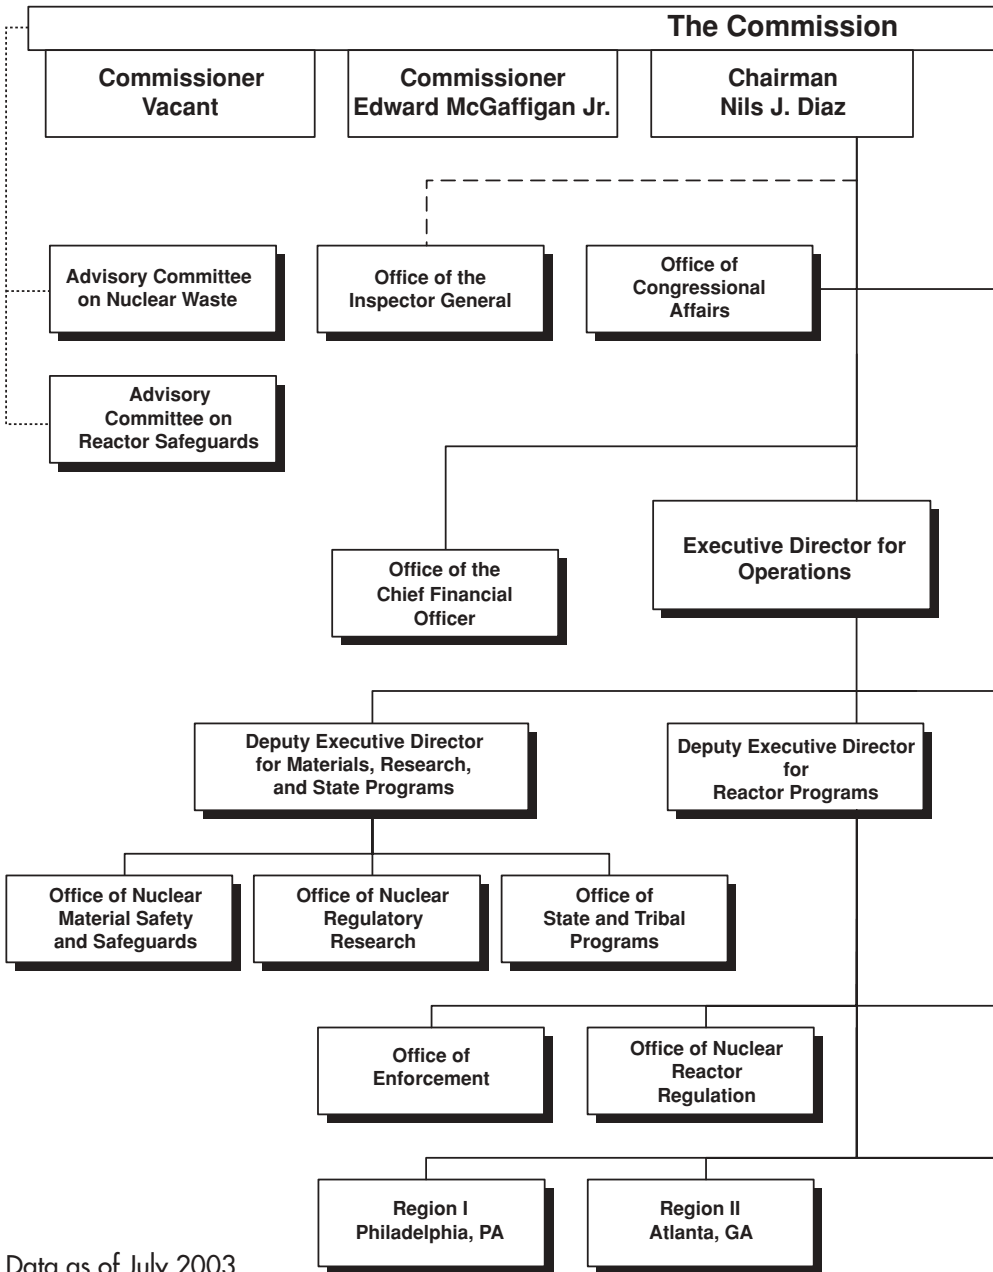 The Commission
Commissioner
Vacant
Commissioner
Edward McGaffigan Jr.
Chairman
Nils J. Diaz
Advisory Committee
on Nuclear Waste
Office of the
Inspector General
Office of
Congressional
Affairs
Advisory
Committee on
Reactor Safeguards
Office of the
Chief Financial
Officer
Executive Director for
Operations
Deputy Executive Director
for Materials, Research,
and State Programs
Deputy Executive Director
for
Reactor Programs
Office of Nuclear
Material Safety
and Safeguards
Office of Nuclear
Regulatory
Research
Office of
State and Tribal
Programs
Office of
Enforcement
Office of Nuclear
Reactor
Regulation
Region I
Philadelphia, PA
Region II
Atlanta, GA
Data as of July 2003